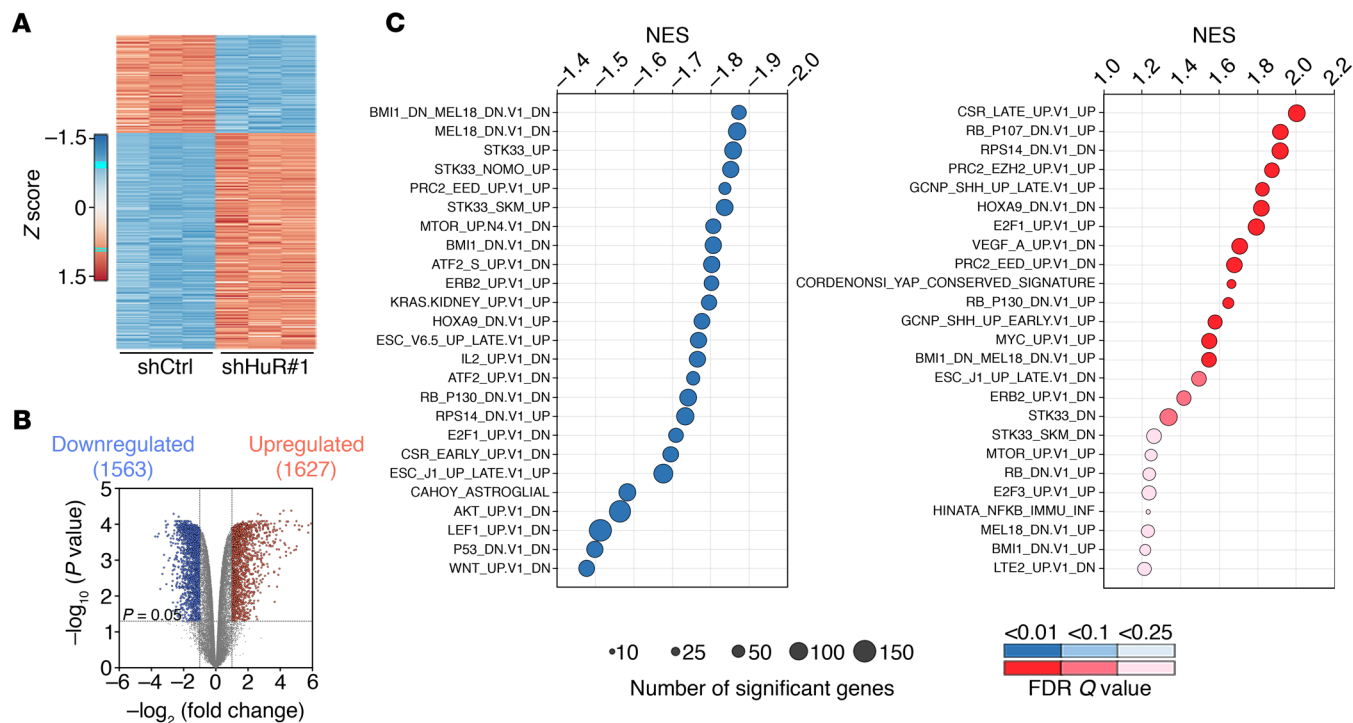 A
Z score
−1.5
0
1.5
shCtrl shHuR#1
B
Downregulated
(1563)
Upregulated
(1627)
5
4
3
2
1
0
−log10 (P value)
P = 0.05
−6 −4 −2 0 2 4 6
−log2 (fold change)
C
NES
−1.4 −1.5 −1.6 −1.7 −1.8 −1.9 −2.0
BMI1_DN_MEL18_DN.V1_DN
MEL18_DN.V1_DN
STK33_UP
STK33_NOMO_UP
PRC2_EED_UP.V1_UP
STK33_SKM_UP
MTOR_UP.N4.V1_DN
BMI1_DN.V1_DN
ATF2_S_UP.V1_DN
ERB2_UP.V1_UP
KRAS.KIDNEY_UP.V1_UP
HOXA9_DN.V1_UP
ESC_V6.5_UP_LATE.V1_UP
IL2_UP.V1_DN
ATF2_UP.V1_DN
RB_P130_DN.V1_DN
RPS14_DN.V1_UP
E2F1_UP.V1_DN
CSR_EARLY_UP.V1_DN
ESC_J1_UP_LATE.V1_UP
CAHOY_ASTROGLIAL
AKT_UP.V1_DN
LEF1_UP.V1_DN
P53_DN.V1_DN
WNT_UP.V1_DN
NES
1.0 1.2 1.4 1.6 1.8 2.0 2.2
CSR_LATE_UP.V1_UP
RB_P107_DN.V1_UP
RPS14_DN.V1_DN
PRC2_EZH2_UP.V1_UP
GCNP_SHH_UP_LATE.V1_UP
HOXA9_DN.V1_DN
E2F1_UP.V1_UP
VEGF_A_UP.V1_DN
PRC2_EED_UP.V1_DN
CORDENONSI_YAP_CONSERVED_SIGNATURE
RB_P130_DN.V1_UP
GCNP_SHH_UP_EARLY.V1_UP
MYC_UP.V1_UP
BMI1_DN_MEL18_DN.V1_UP
ESC_J1_UP_LATE.V1_DN
ERB2_UP.V1_DN
STK33_DN
STK33_SKM_DN
MTOR_UP.V1_UP
RB_DN.V1_UP
E2F3_UP.V1_UP
HINATA_NFKB_IMMU_INF
MEL18_DN.V1_UP
BMI1_DN.V1_UP
LTE2_UP.V1_DN
10 25 50 100 150
Number of significant genes
<0.01 <0.1 <0.25
FDR Q value